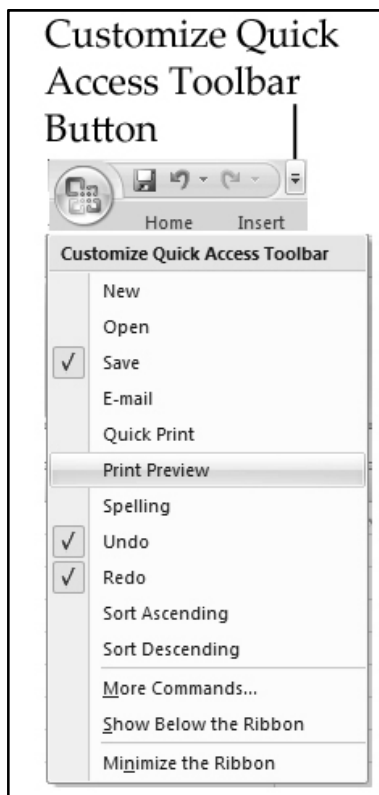 Customize Quick
Access Toolbar
Button
Home Insert
Customize Quick Access Toolbar
New
Open
Save
E-mail
Quick Print
Print Preview
Spelling
Undo
Redo
Sort Ascending
Sort Descending
More Commands...
Show Below the Ribbon
Minimize the Ribbon